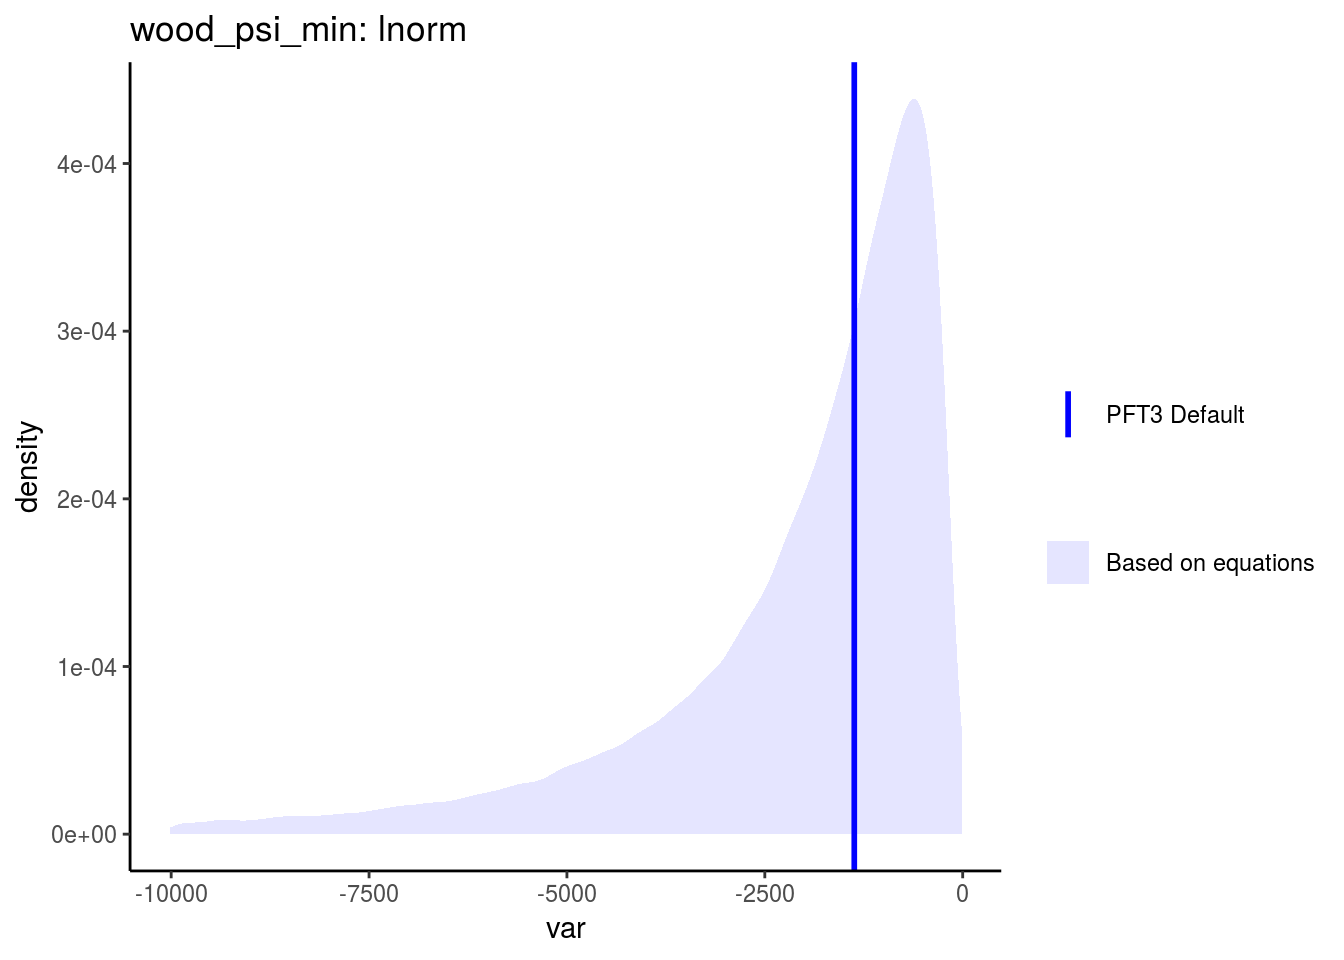 wood_psi_min: lnorm
4e-04
3e-04
2e-04
1e-04
0e+00
density
-10000
-7500
-5000
-2500
0
var
PFT3 Default
Based on equations